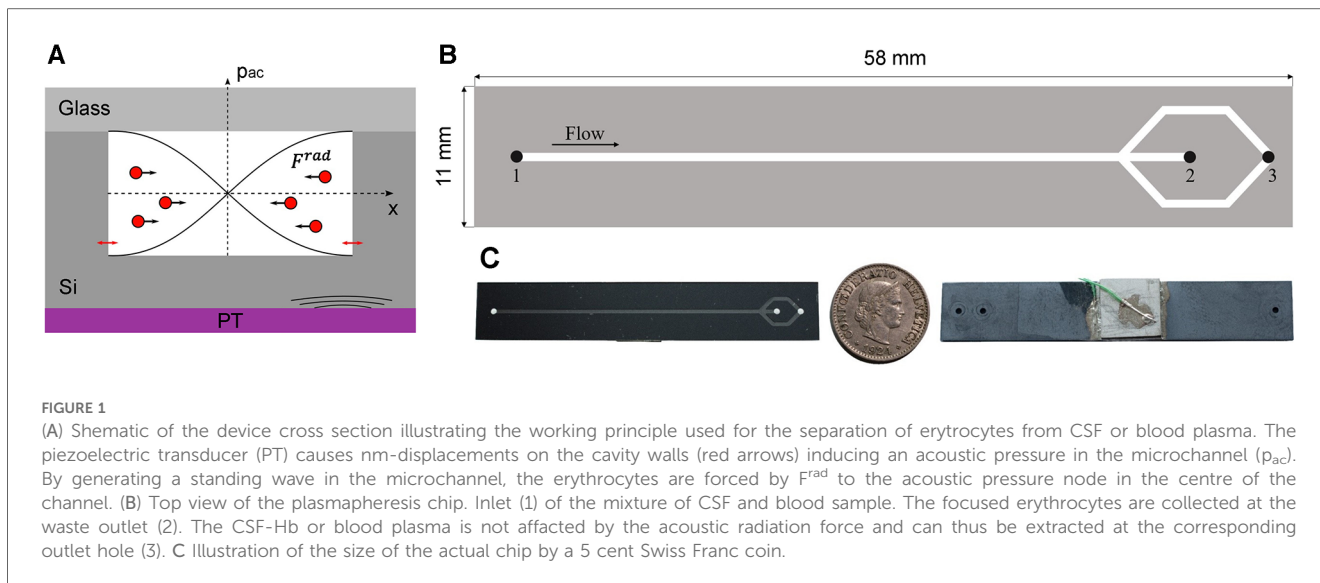 A
B
58 mm
pac
Glass
Frad
x
Si
PT
11 mm
Flow
1
2
3
C
CONFŒDERATIO HELVETICA
FIGURE 1
(A) Shematic of the device cross section illustrating the working principle used for the separation of erytrocytes from CSF or blood plasma. The
piezoelectric transducer (PT) causes nm-displacements on the cavity walls (red arrows) inducing an acoustic pressure in the microchannel (pac).
By generating a standing wave in the microchannel, the erythrocytes are forced by Frad to the acoustic pressure node in the centre of the
channel. (B) Top view of the plasmapheresis chip. Inlet (1) of the mixture of CSF and blood sample. The focused erythrocytes are collected at the
waste outlet (2). The CSF-Hb or blood plasma is not affacted by the acoustic radiation force and can thus be extracted at the corresponding
outlet hole (3). C Illustration of the size of the actual chip by a 5 cent Swiss Franc coin.